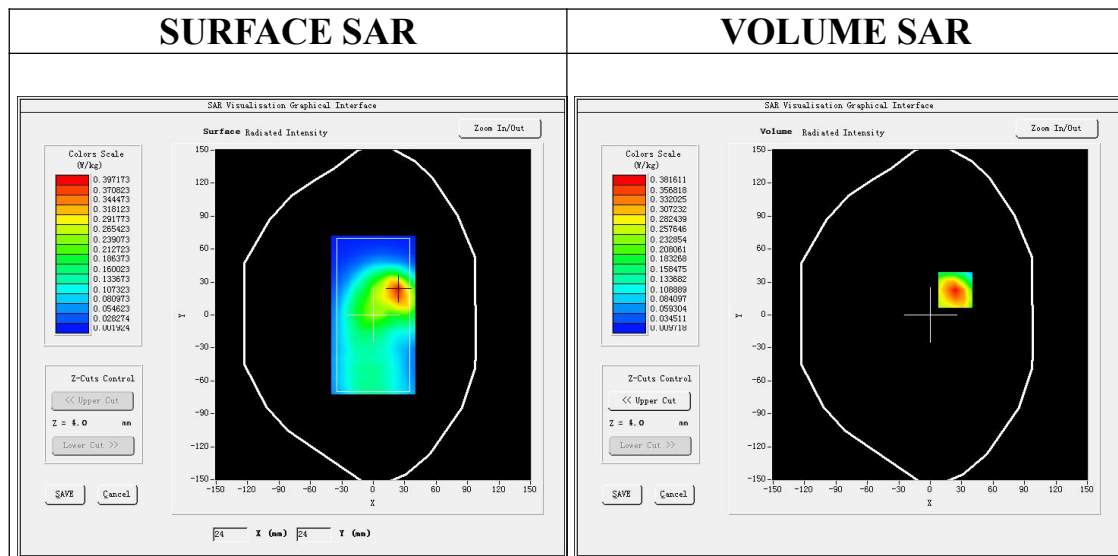 SURFACE SAR
SAR Visualisation Graphical Interface
Surface Radiated Intensity
Zoom In/Out
Colors Scale
(W/kg)
0.397173
0.370823
0.344473
0.318123
0.291773
0.265423
0.239073
0.212723
0.186373
0.160023
0.133673
0.107323
0.080973
0.054623
0.028274
0.001924
Z-Cuts Control
<< Upper Cut
Z = 4.0 mm
Lower Cut >>
SAVE Cancel
150
120
90
60
30
0
-30
-60
-90
-120
-150
Y
-150 -120 -90 -60 -30 0 30 60 90 120 150
X
24 X (mm) 24 Y (mm)
VOLUME SAR
SAR Visualisation Graphical Interface
Volume Radiated Intensity
Zoom In/Out
Colors Scale
(W/kg)
0.381611
0.356818
0.332025
0.307232
0.282439
0.257646
0.232854
0.208061
0.183268
0.158475
0.133682
0.108889
0.084097
0.059304
0.034511
0.009718
Z-Cuts Control
<< Upper Cut
Z = 4.0 mm
Lower Cut >>
SAVE Cancel
150
120
90
60
30
0
-30
-60
-90
-120
-150
Y
-150 -120 -90 -60 -30 0 30 60 90 120 150
X